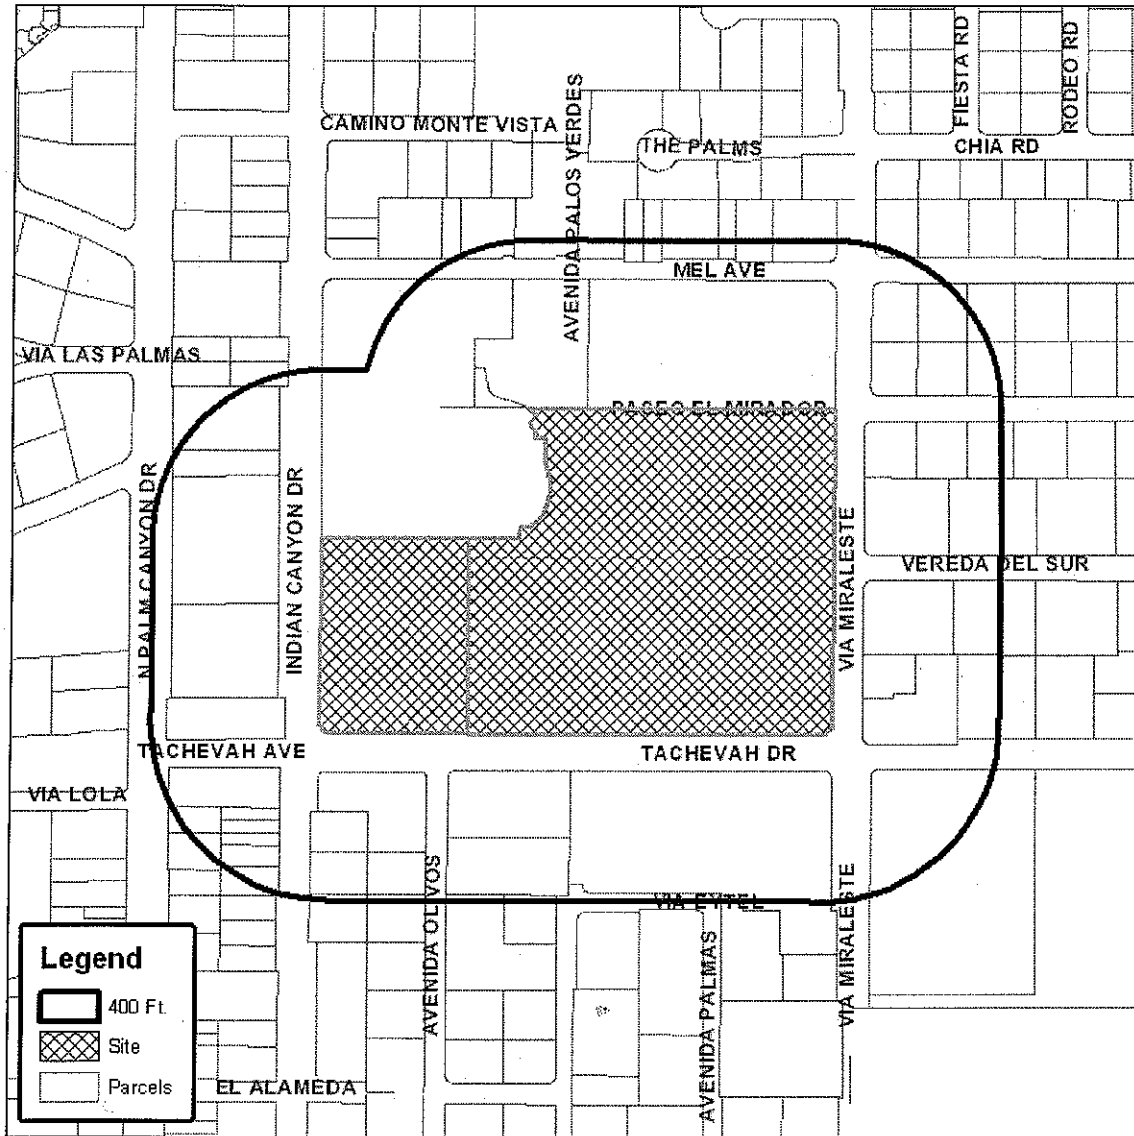 FIESTA RD
RODEO RD
CAMINO MONTE VISTA
AVENIDA PALOS VERDES
THE PALMS
CHIA RD
MEL AVE
VIA LAS PALMAS
PASEO EL MIRADOR
N PALM CANYON DR
INDIAN CANYON DR
VIA MIRALESTE
VEREDA DEL SUR
TACHEVAH AVE
TACHEVAH DR
VIA LOLA
AVENIDA OLIVOS
VIA EYTEL
VIA MIRALESTE
AVENIDA PALMAS
Legend
400 Ft.
Site
Parcels
EL ALAMEDA